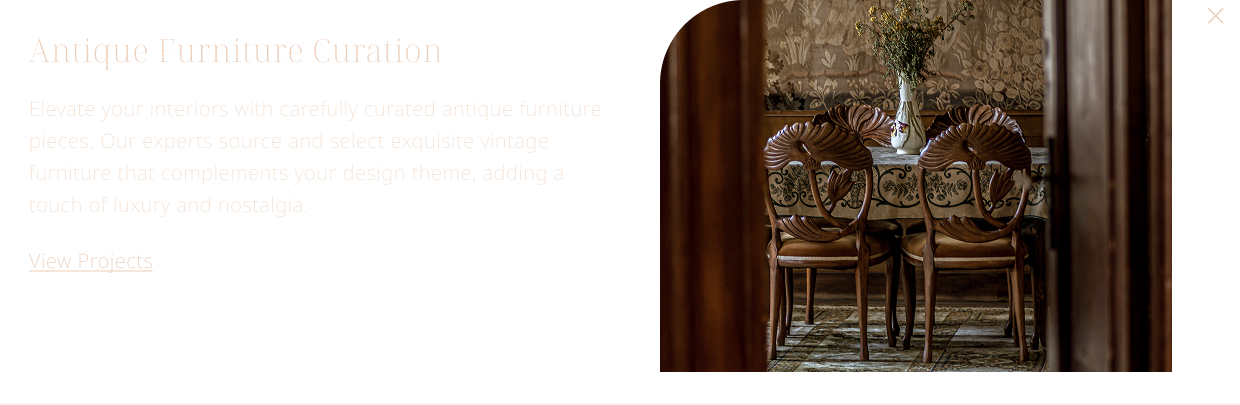 Antique Furniture Curation
Elevate your interiors with carefully curated antique furniture
pieces. Our experts source and select exquisite vintage
furniture that complements your design theme, adding a
touch of luxury and nostalgia.
View Projects